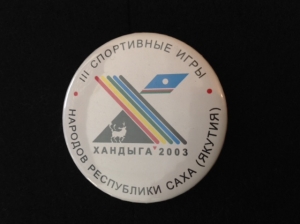 III СПОРТИВНЫЕ ИГРЫ
НАРОДОВ РЕСПУБЛИКИ САХА (ЯКУТИЯ)
ХАНДЫГА*2003